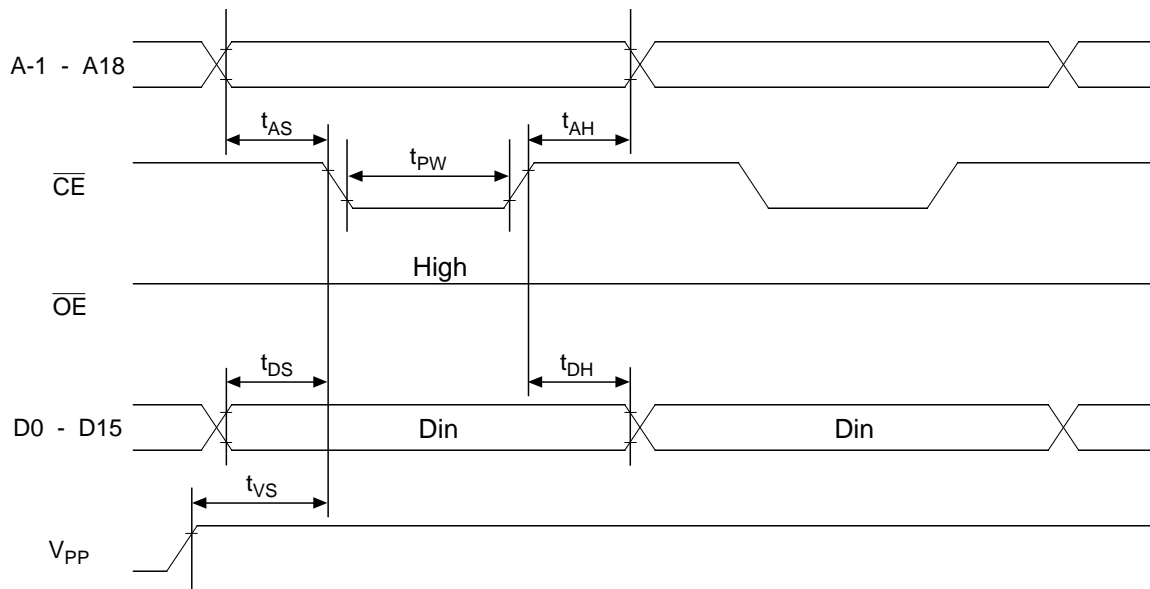 A-1 - A18
tAS
tAH
tPW
CE
High
OE
tDS
tDH
D0 - D15
Din
Din
tVS
VPP